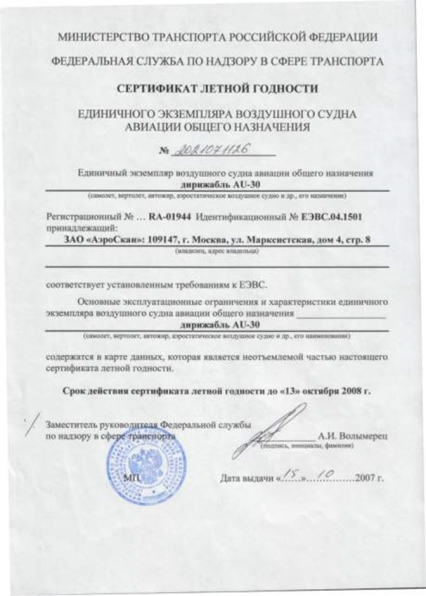 МИНИСТЕРСТВО ТРАНСПОРТА РОССИЙСКОЙ ФЕДЕРАЦИИ
ФЕДЕРАЛЬНАЯ СЛУЖБА ПО НАДЗОРУ В СФЕРЕ ТРАНСПОРТА
СЕРТИФИКАТ ЛЕТНОЙ ГОДНОСТИ
ЕДИНИЧНОГО ЭКЗЕМПЛЯРА ВОЗДУШНОГО СУДНА
АВИАЦИИ ОБЩЕГО НАЗНАЧЕНИЯ
№ 2021071126
Единичный экземпляр воздушного судна авиации общего назначения
дирижабль AU-30
(самолет, вертолет, автожир, аэростатическое воздушное судно и др., его назначение)
Регистрационный № … RA-01944 Идентификационный № ЕЭВС.04.1501
принадлежащий:
ЗАО «АэроСкан»: 109147, г. Москва, ул. Марксистская, дом 4, стр. 8
(владелец, адрес владельца)
соответствует установленным требованиям к ЕЭВС.
Основные эксплуатационные ограничения и характеристики единичного
экземпляра воздушного судна авиации общего назначения
дирижабль AU-30
(самолет, вертолет, автожир, аэростатическое воздушное судно и др., его наименование)
содержатся в карте данных, которая является неотъемлемой частью настоящего
сертификата летной годности.
Срок действия сертификата летной годности до «13» октября 2008 г.
Заместитель руководителя Федеральной службы
по надзору в сфере транспорта А.И. Волымерец
(подпись, инициалы, фамилия)
МП Дата выдачи «15» 10 2007 г.